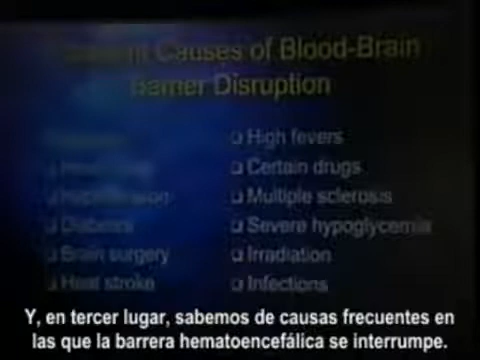 Causes of Blood-Brain
Barrier Disruption
Hypertension
Diabetes
Brain surgery
Heat stroke
High fevers
Certain drugs
Multiple sclerosis
Severe hypoglycemia
Irradiation
Infections
Y, en tercer lugar, sabemos de causas frecuentes en
las que la barrera hematoencefálica se interrumpe.